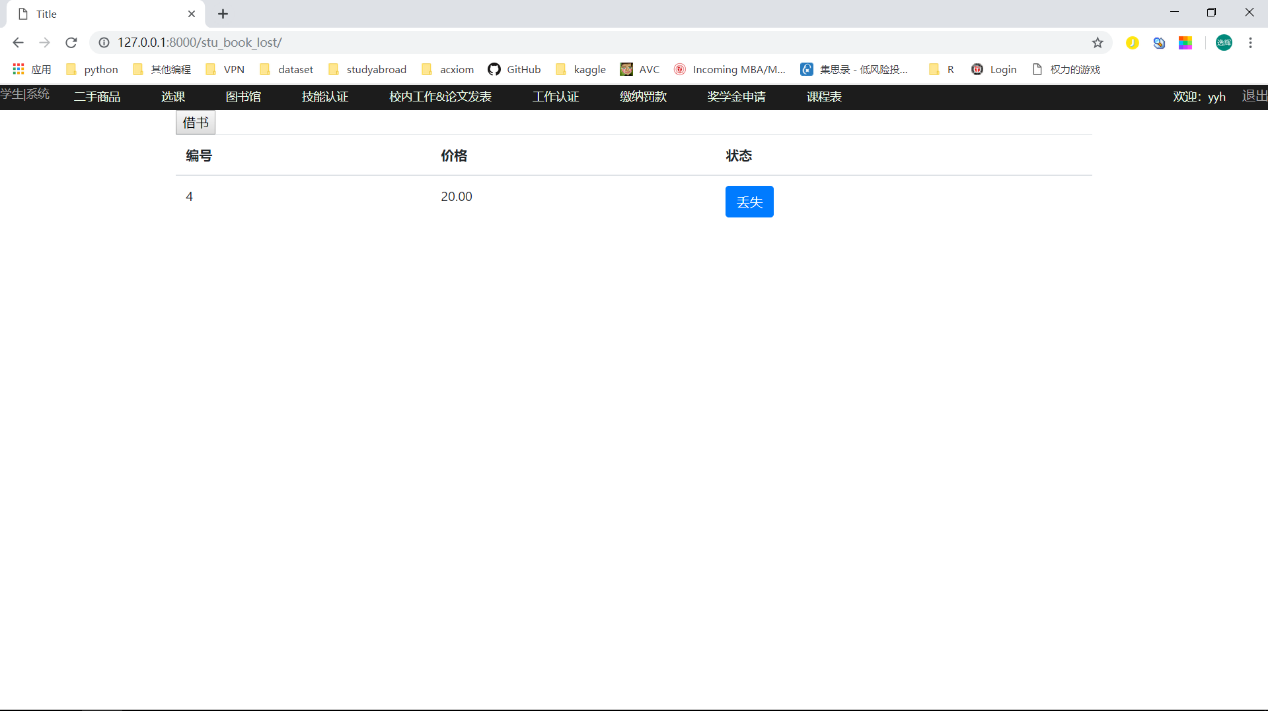 Title
127.0.0.1:8000/stu_book_lost/
应用 python 其他编程 VPN dataset studyabroad acxiom GitHub kaggle AVC Incoming MBA/M... 集思录 - 低风险投... R Login 权力的游戏
学生|系统 二手商品 选课 图书馆 技能认证 校内工作&论文发表 工作认证 缴纳罚款 奖学金申请 课程表 欢迎：yyh 退出
借书
编号 价格 状态
4 20.00 丢失